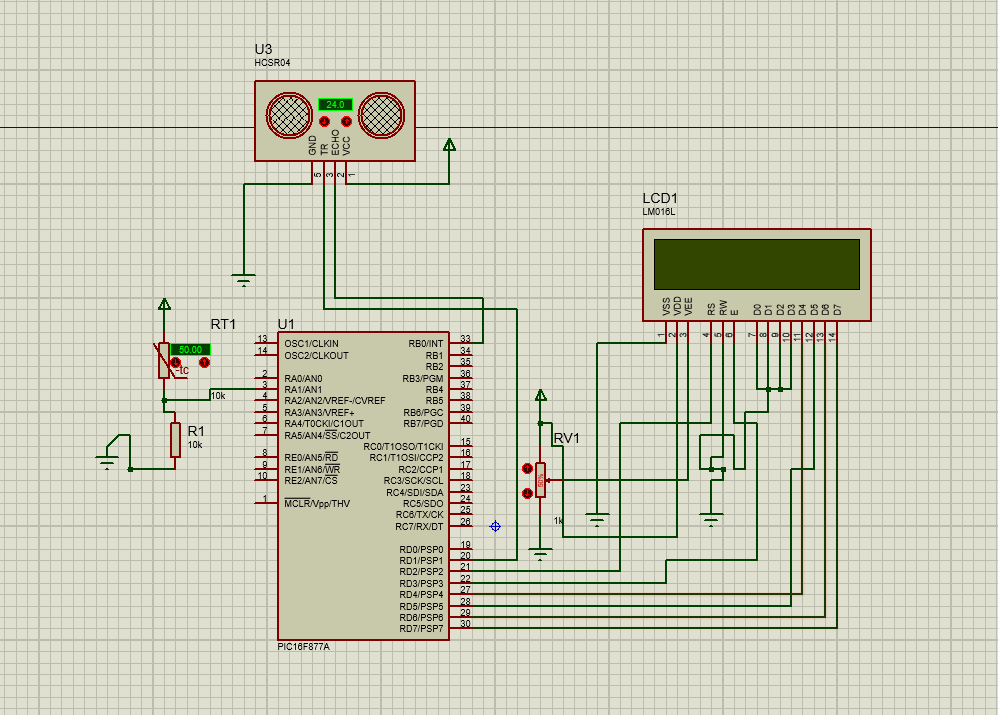 U3
HCSR04
24.0
GND
TR
ECHO
VCC
5
3
2
1
LCD1
LM016L
VSS
VDD
VEE
RS
RW
E
D0
D1
D2
D3
D4
D5
D6
D7
1
2
3
4
5
6
7
8
9
10
11
12
13
14
RT1
50.00
-tc
10k
R1
10k
U1
13 OSC1/CLKIN
14 OSC2/CLKOUT
2 RA0/AN0
3 RA1/AN1
4 RA2/AN2/VREF-/CVREF
5 RA3/AN3/VREF+
6 RA4/T0CKI/C1OUT
7 RA5/AN4/SS/C2OUT
8 RE0/AN5/RD
9 RE1/AN6/WR
10 RE2/AN7/CS
1 MCLR/Vpp/THV
RB0/INT 33
RB1 34
RB2 35
RB3/PGM 36
RB4 37
RB5 38
RB6/PGC 39
RB7/PGD 40
RC0/T1OSO/T1CKI 15
RC1/T1OSI/CCP2 16
RC2/CCP1 17
RC3/SCK/SCL 18
RC4/SDI/SDA 23
RC5/SDO 24
RC6/TX/CK 25
RC7/RX/DT 26
RD0/PSP0 19
RD1/PSP1 20
RD2/PSP2 21
RD3/PSP3 22
RD4/PSP4 27
RD5/PSP5 28
RD6/PSP6 29
RD7/PSP7 30
PIC16F877A
RV1
1k